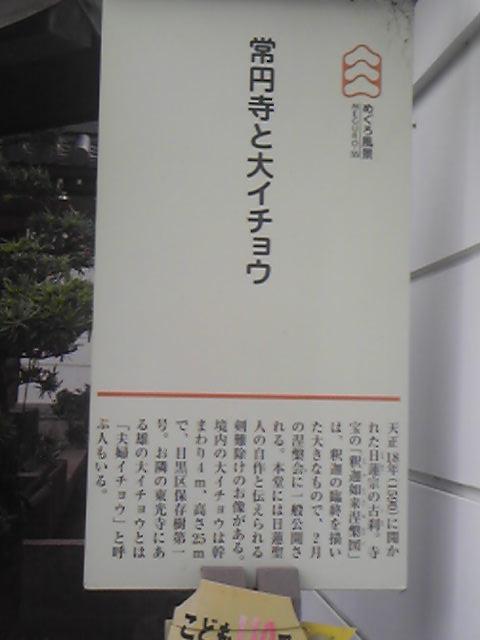 めぐろ風景
MEGURO 55
常円寺と大イチョウ
天正18年（1590）に開か
れた日蓮宗の古刹。寺
宝の「釈迦如来涅槃図」
は、釈迦の臨終を描い
た大きなもので、2月
の涅槃会に一般公開さ
れる。本堂には日蓮聖
人の自作と伝えられる
剣難除けのお像がある。
境内の大イチョウは幹
まわり4m、高さ25m
で、目黒区保存樹第一
号。お隣の東光寺にあ
る雄の大イチョウとは
「夫婦イチョウ」と呼
ぶ人もいる。
こども110